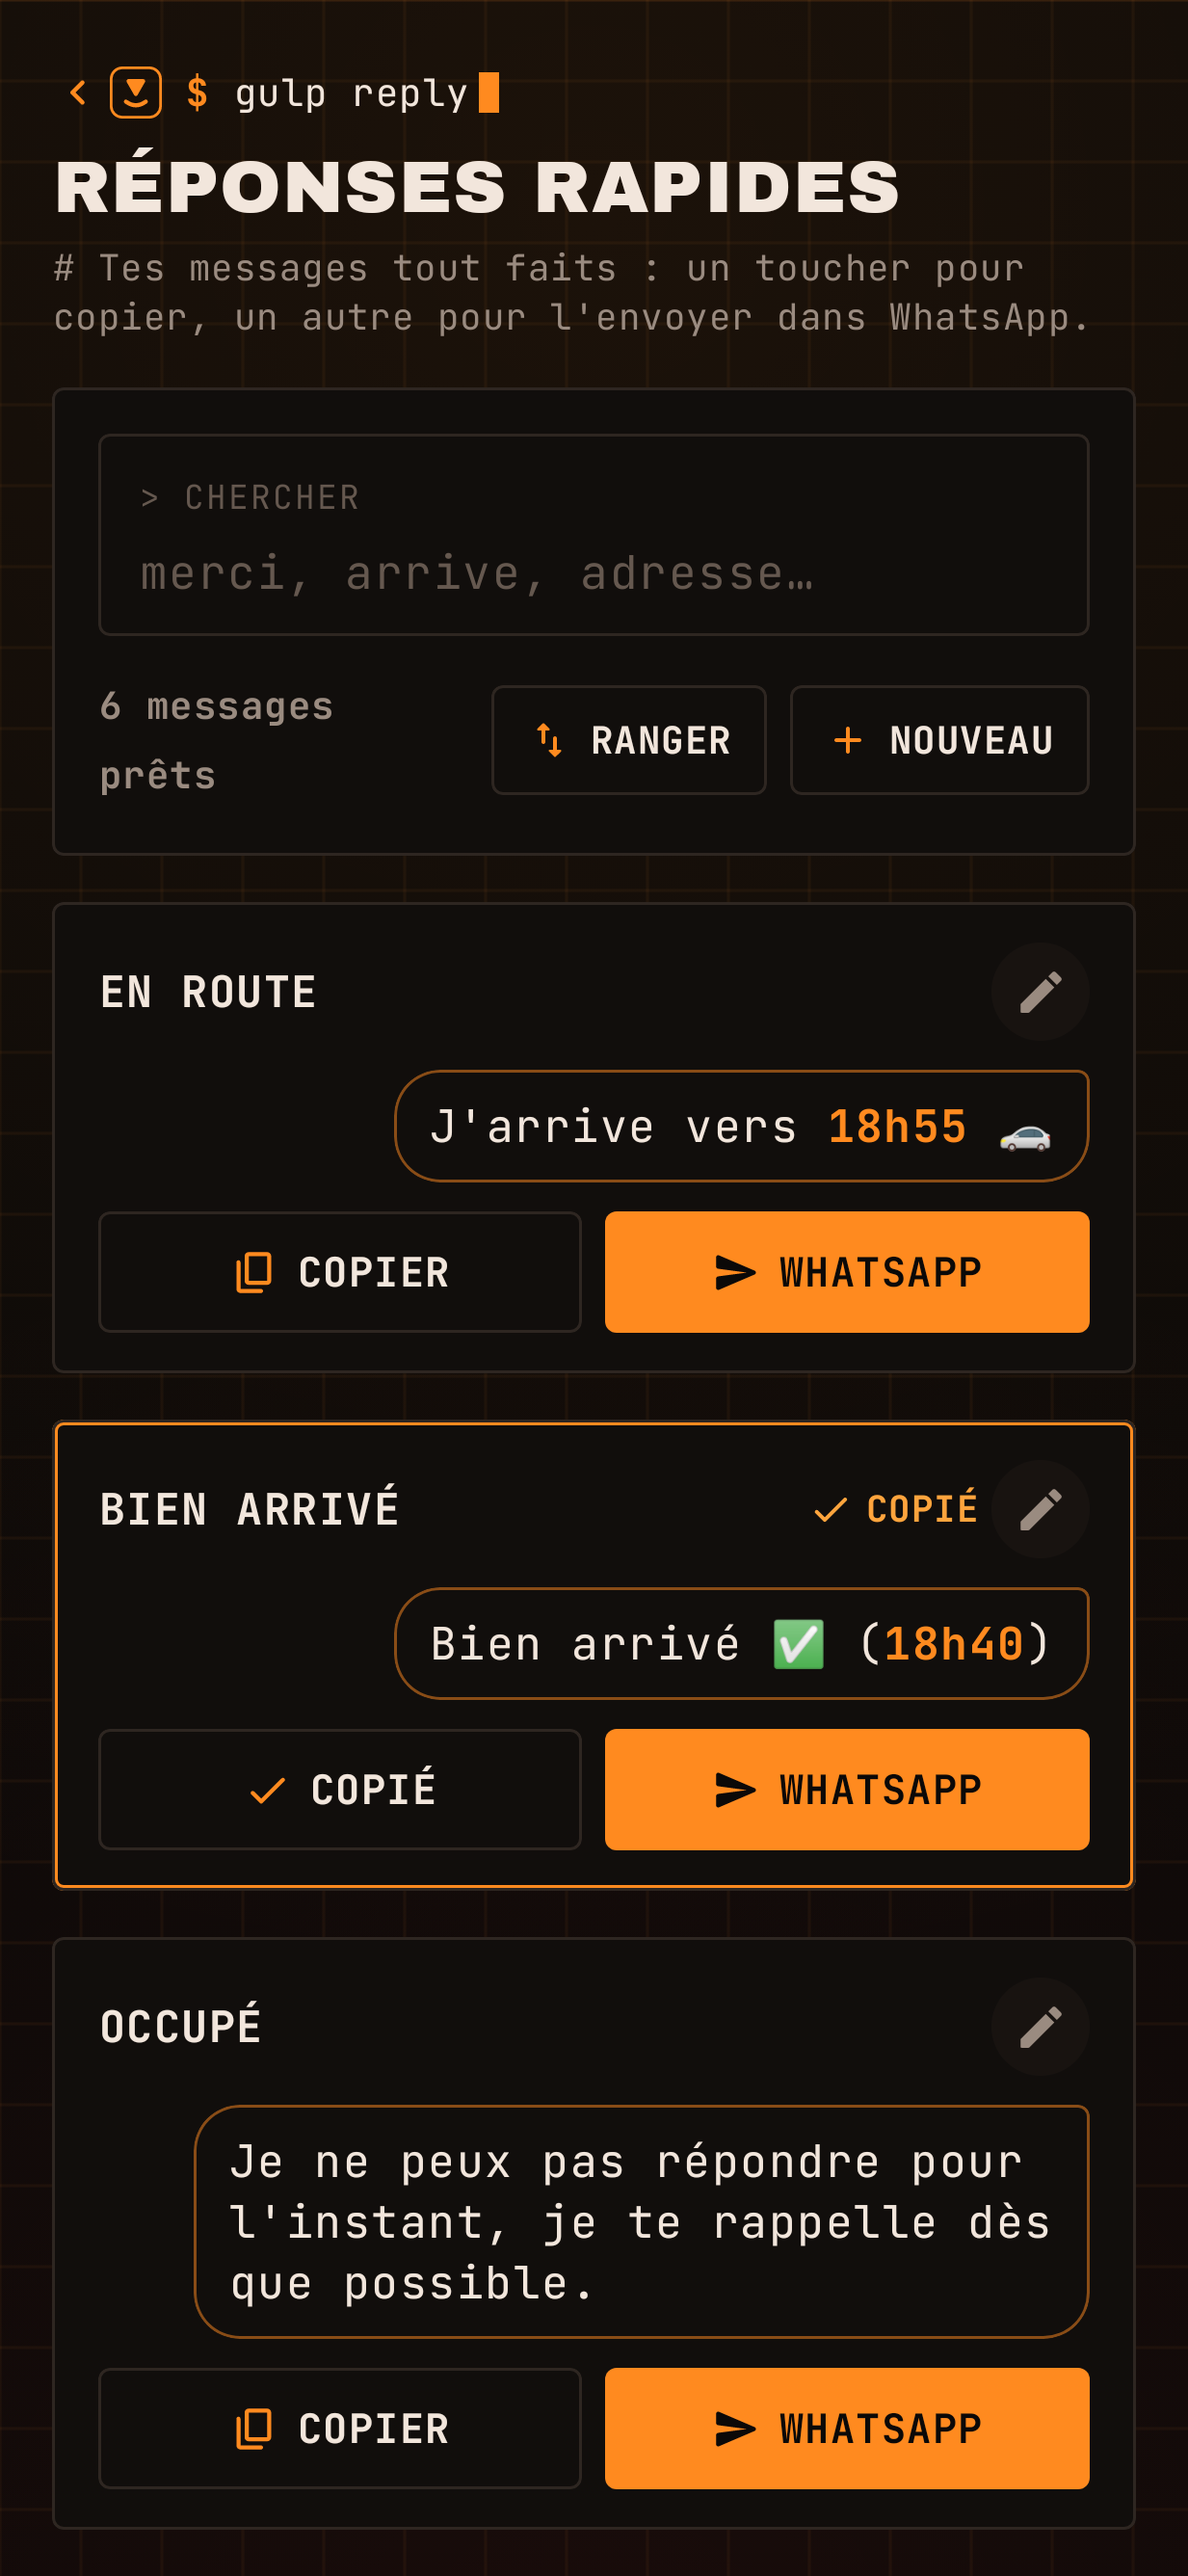 $ gulp reply
RÉPONSES RAPIDES
# Tes messages tout faits : un toucher pour
copier, un autre pour l'envoyer dans WhatsApp.
> CHERCHER
merci, arrive, adresse…
6 messages
prêts
RANGER
NOUVEAU
EN ROUTE
J'arrive vers 18h55 🚗
COPIER
WHATSAPP
BIEN ARRIVÉ
COPIÉ
Bien arrivé ✅ (18h40)
COPIÉ
WHATSAPP
OCCUPÉ
Je ne peux pas répondre pour
l'instant, je te rappelle dès
que possible.
COPIER
WHATSAPP